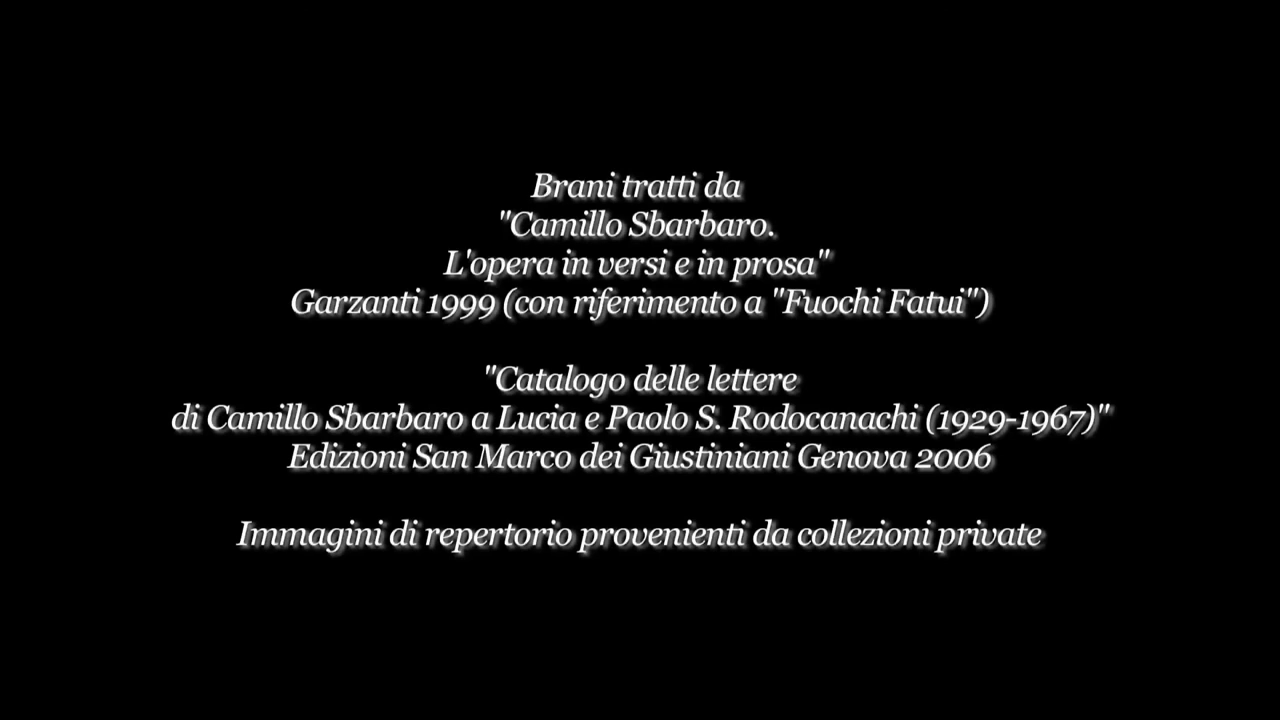 Brani tratti da
"Camillo Sbarbaro.
L'opera in versi e in prosa"
Garzanti 1999 (con riferimento a "Fuochi Fatui")
"Catalogo delle lettere
di Camillo Sbarbaro a Lucia e Paolo S. Rodocanachi (1929-1967)"
Edizioni San Marco dei Giustiniani Genova 2006
Immagini di repertorio provenienti da collezioni private